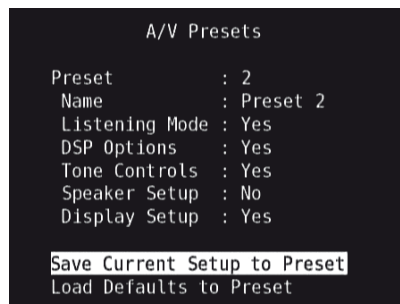 A/V Presets
Preset : 2
Name : Preset 2
Listening Mode : Yes
DSP Options : Yes
Tone Controls : Yes
Speaker Setup : No
Display Setup : Yes
Save Current Setup to Preset
Load Defaults to Preset